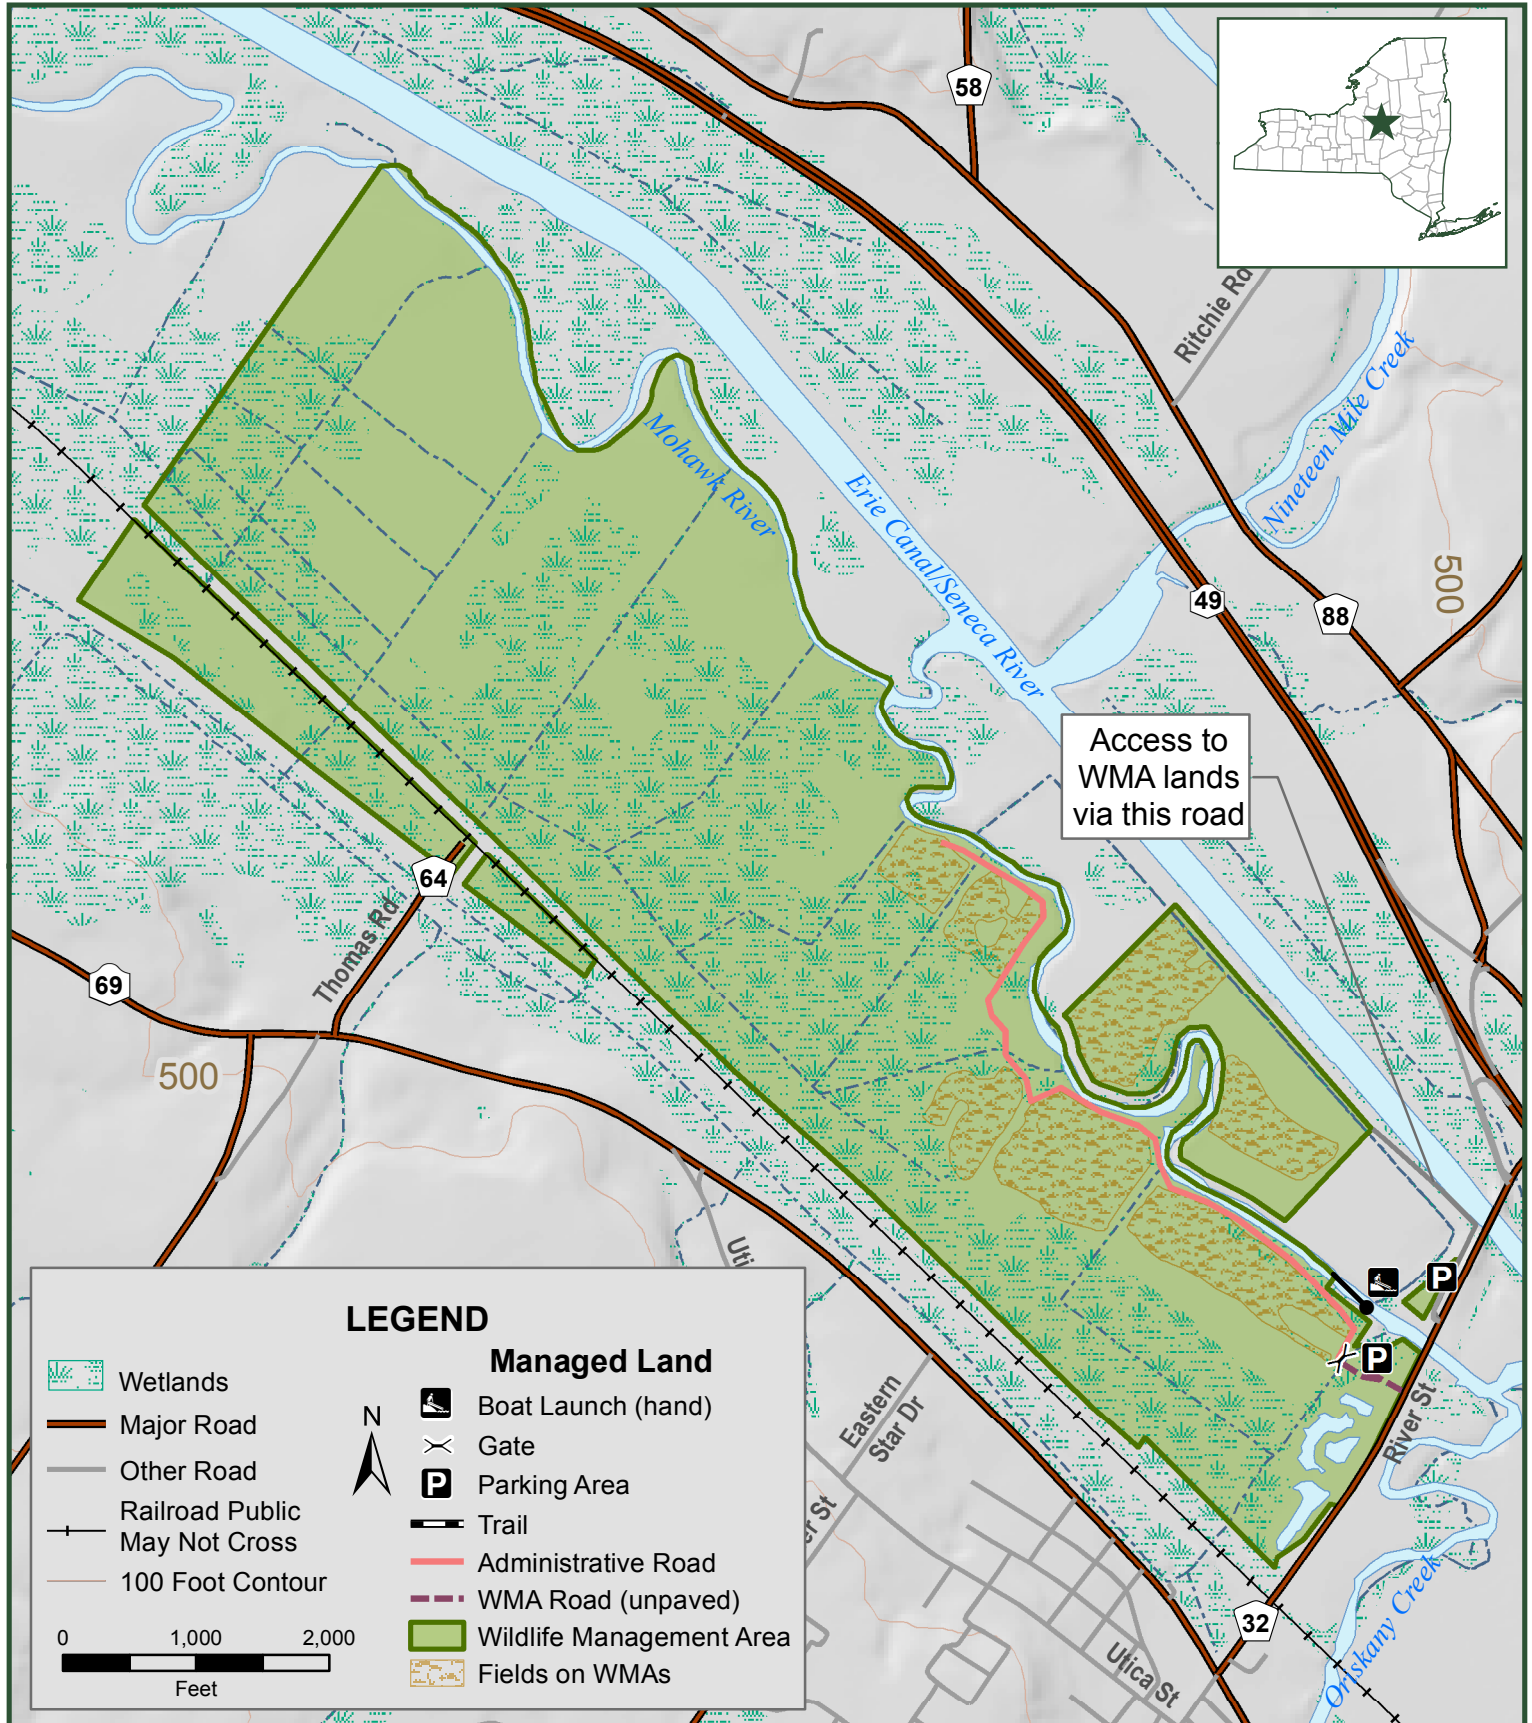 58
Ritchie Rd
Nineteen Mile Creek
Mohawk River
Erie Canal/Seneca River
500
49
88
Access to
WMA lands
via this road
64
Thomas Rd
69
500
P
P
River St
Eastern
Star Dr
32
Utica St
Oriskany Creek
LEGEND
Wetlands
Major Road
Other Road
Railroad Public
May Not Cross
100 Foot Contour
0 1,000 2,000
Feet
N
Managed Land
Boat Launch (hand)
Gate
P Parking Area
Trail
Administrative Road
WMA Road (unpaved)
Wildlife Management Area
Fields on WMAs